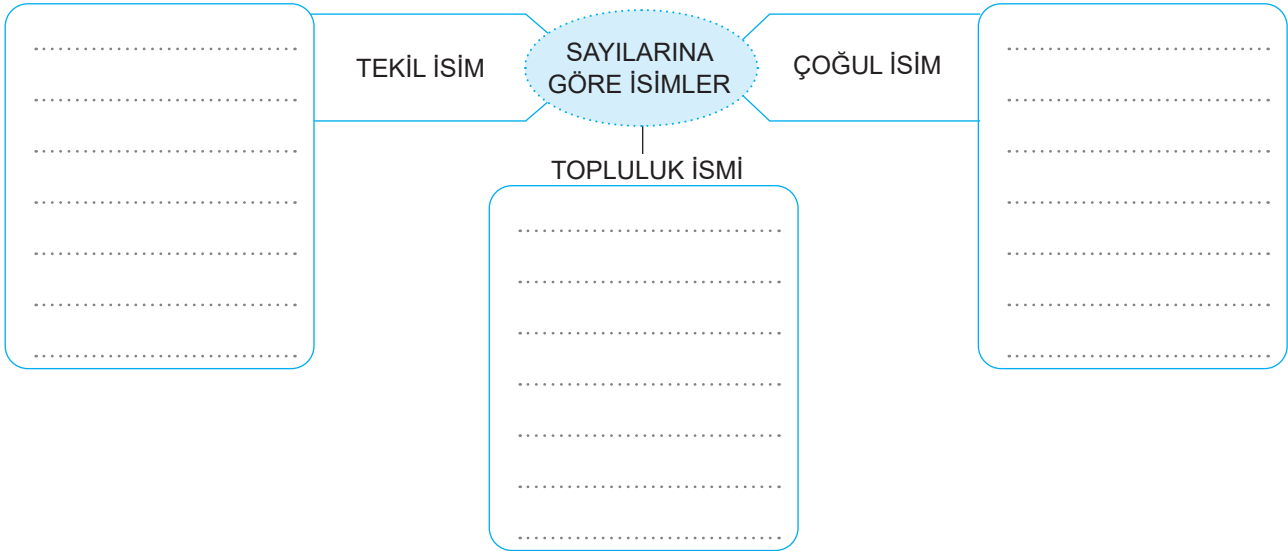 TEKİL İSİM
SAYILARINA
GÖRE İSİMLER
ÇOĞUL İSİM
TOPLULUK İSMİ